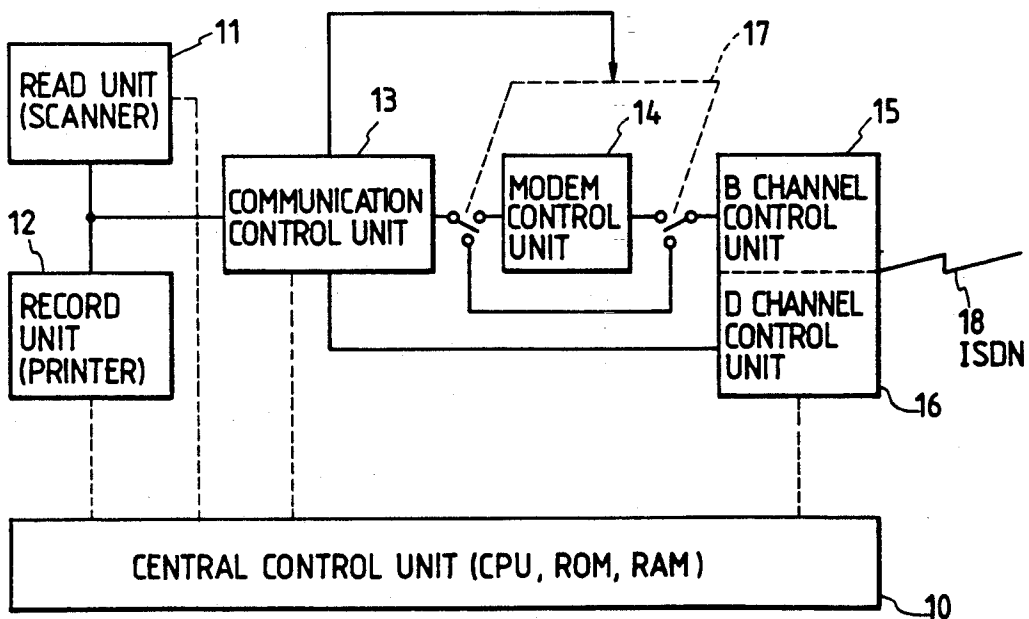 11
READ UNIT
(SCANNER)
12
RECORD
UNIT
(PRINTER)
13
COMMUNICATION
CONTROL UNIT
17
14
MODEM
CONTROL
UNIT
15
B CHANNEL
CONTROL
UNIT
D CHANNEL
CONTROL
UNIT
16
18
ISDN
CENTRAL CONTROL UNIT (CPU, ROM, RAM)
10